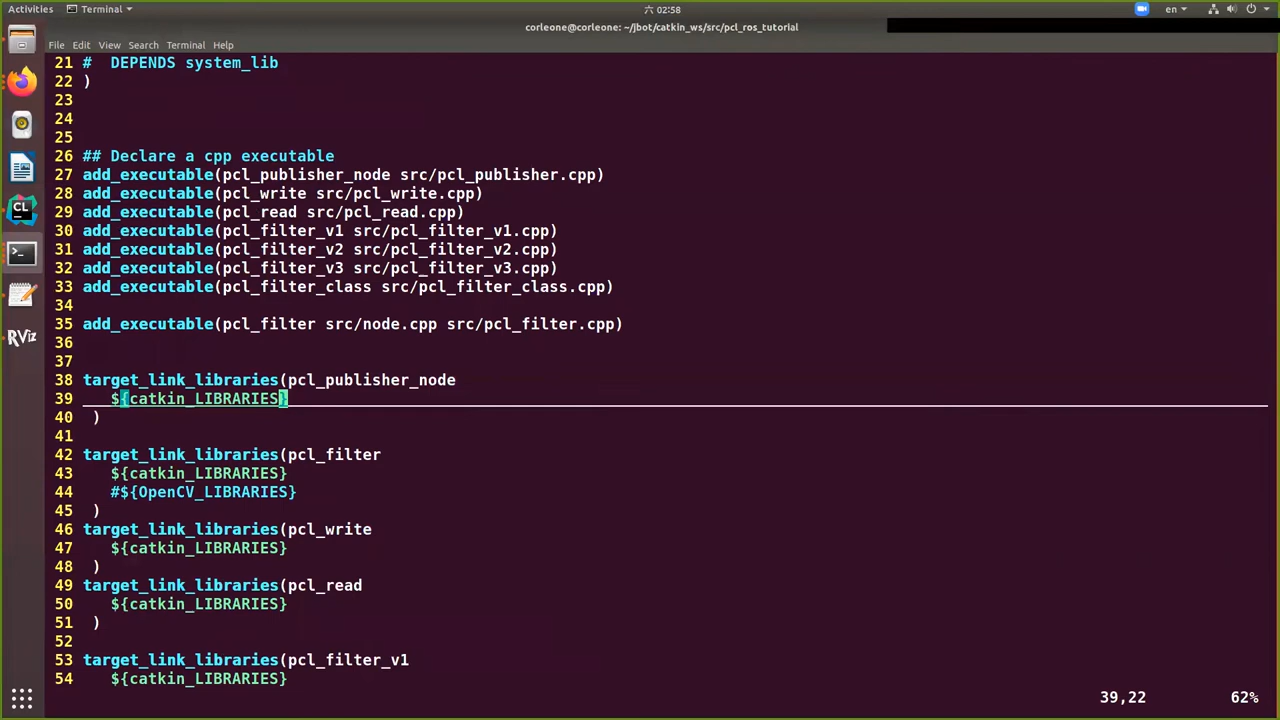 Activities
Terminal
六 02:58
en
corleone@corleone: ~/jbot/catkin_ws/src/pcl_ros_tutorial
File Edit View Search Terminal Help
21 #  DEPENDS system_lib
22 )
23
24
25
26 ## Declare a cpp executable
27 add_executable(pcl_publisher_node src/pcl_publisher.cpp)
28 add_executable(pcl_write src/pcl_write.cpp)
29 add_executable(pcl_read src/pcl_read.cpp)
30 add_executable(pcl_filter_v1 src/pcl_filter_v1.cpp)
31 add_executable(pcl_filter_v2 src/pcl_filter_v2.cpp)
32 add_executable(pcl_filter_v3 src/pcl_filter_v3.cpp)
33 add_executable(pcl_filter_class src/pcl_filter_class.cpp)
34
35 add_executable(pcl_filter src/node.cpp src/pcl_filter.cpp)
36
37
38 target_link_libraries(pcl_publisher_node
39    ${catkin_LIBRARIES}
40  )
41
42 target_link_libraries(pcl_filter
43    ${catkin_LIBRARIES}
44    #${OpenCV_LIBRARIES}
45  )
46 target_link_libraries(pcl_write
47    ${catkin_LIBRARIES}
48  )
49 target_link_libraries(pcl_read
50    ${catkin_LIBRARIES}
51  )
52
53 target_link_libraries(pcl_filter_v1
54    ${catkin_LIBRARIES}
39,22
62%
CL
RViz